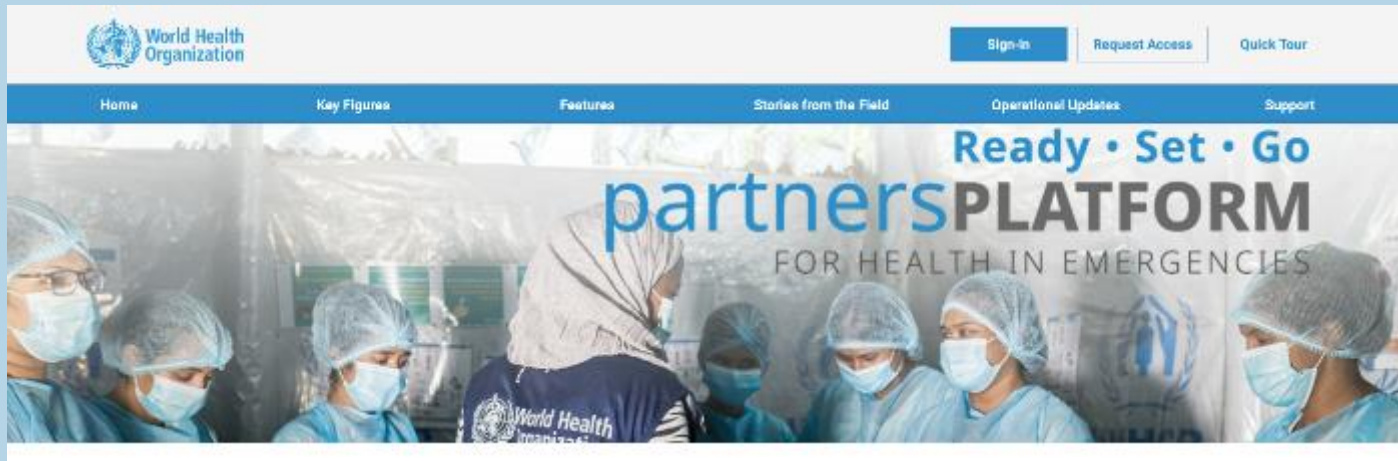 World Health
Organization
Sign-In
Request Access
Quick Tour
Home
Key Figures
Features
Stories from the Field
Operational Updates
Support
Ready • Set • Go
partnersPLATFORM
FOR HEALTH IN EMERGENCIES
World Health